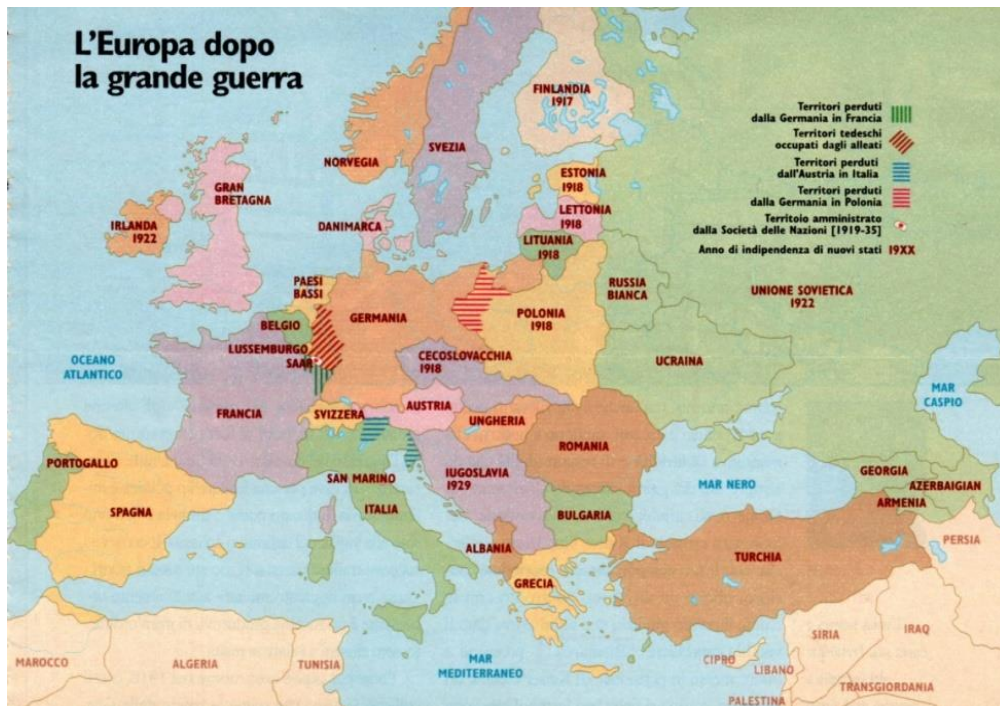 L'Europa dopo
la grande guerra
Territori perduti
dalla Germania in Francia
Territori tedeschi
occupati dagli alleati
Territori perduti
dall'Austria in Italia
Territori perduti
dalla Germania in Polonia
Territoio amministrato
dalla Società delle Nazioni [1919-35]
Anno di indipendenza di nuovi stati 19XX
FINLANDIA
1917
SVEZIA
NORVEGIA
ESTONIA
1918
GRAN
BRETAGNA
LETTONIA
1918
IRLANDA
1922
DANIMARCA
LITUANIA
1918
PAESI
BASSI
RUSSIA
BIANCA
UNIONE SOVIETICA
1922
GERMANIA
POLONIA
1918
BELGIO
LUSSEMBURGO
SAAR
CECOSLOVACCHIA
1918
UCRAINA
OCEANO
ATLANTICO
MAR
CASPIO
FRANCIA
SVIZZERA
AUSTRIA
UNGHERIA
ROMANIA
PORTOGALLO
SAN MARINO
IUGOSLAVIA
1929
MAR NERO
GEORGIA
AZERBAIGIAN
ARMENIA
SPAGNA
ITALIA
BULGARIA
PERSIA
ALBANIA
TURCHIA
GRECIA
SIRIA
IRAQ
MAROCCO
ALGERIA
TUNISIA
MAR
MEDITERRANEO
CIPRO
LIBANO
TRANSGIORDANIA
PALESTINA